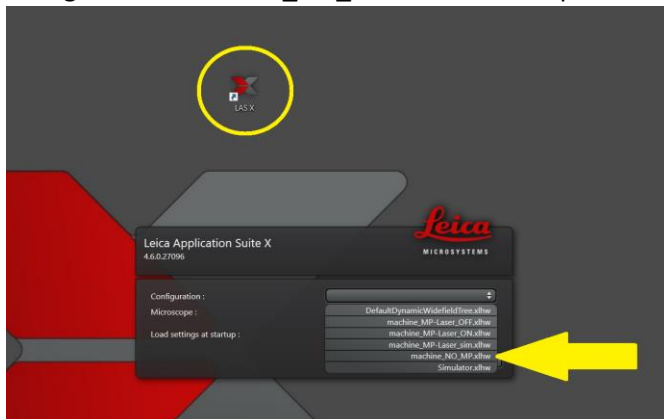 LAS X
Leica
MICROSYSTEMS
Leica Application Suite X
4.6.0.27096
Configuration :
Microscope :
DefaultDynamicWidefieldTree.xlhw
machine_MP-Laser_OFF.xlhw
Load settings at startup :
machine_MP-Laser_ON.xlhw
machine_MP-Laser_sim.xlhw
machine_NO_MP.xlhw
Simulator.xlhw